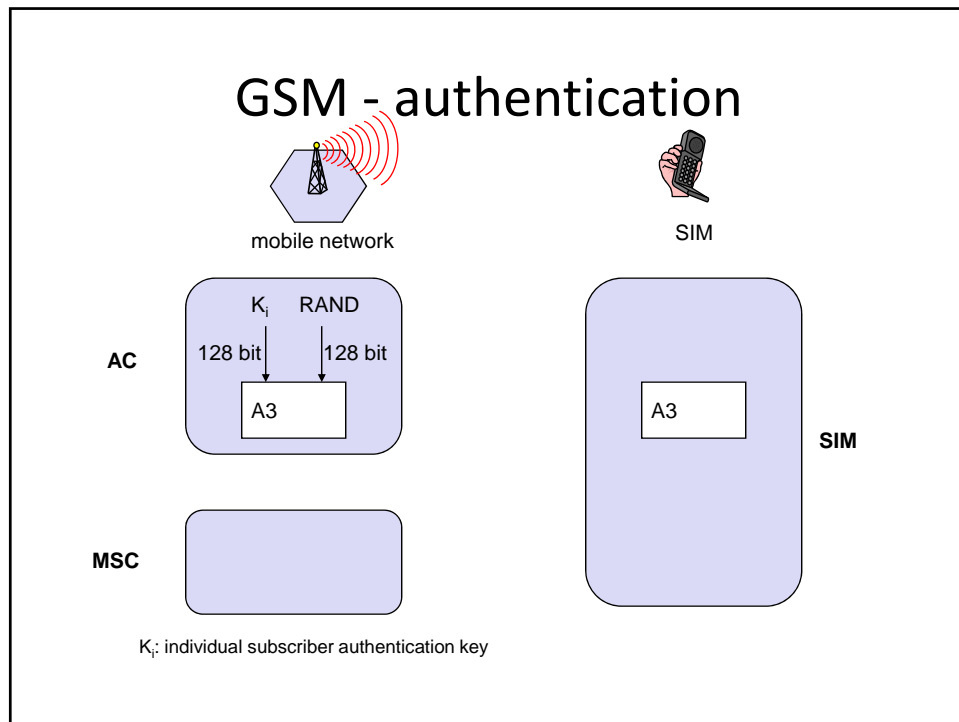 GSM - authentication
mobile network
SIM
AC
Ki RAND
128 bit 128 bit
A3
A3
SIM
MSC
Ki: individual subscriber authentication key